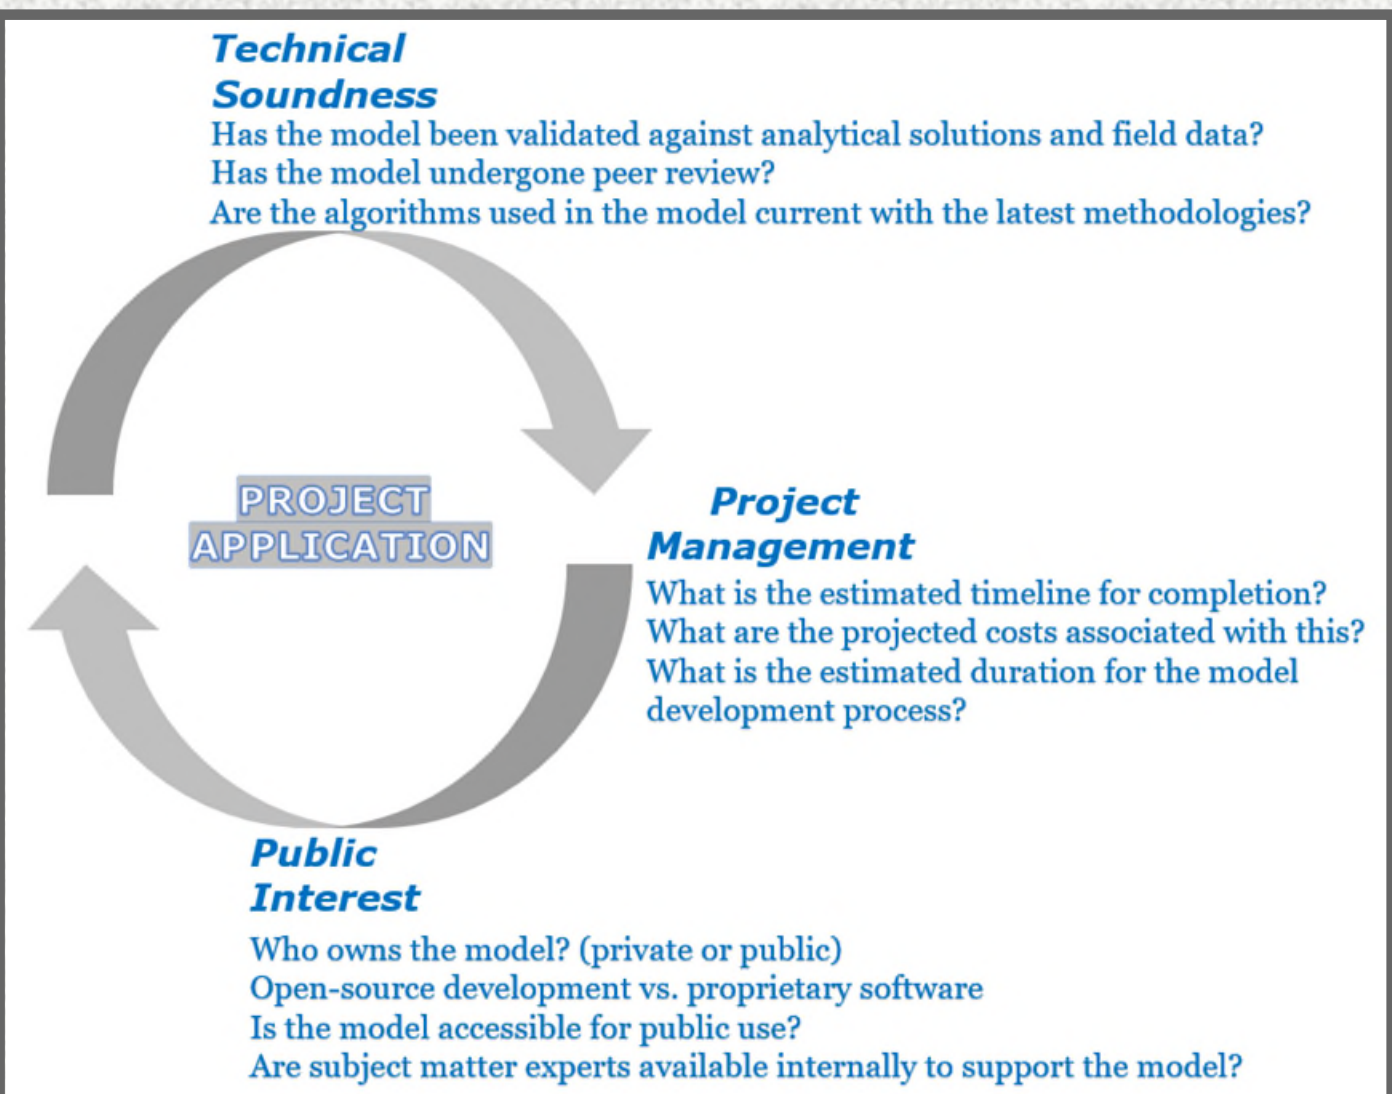 Technical
Soundness
Has the model been validated against analytical solutions and field data?
Has the model undergone peer review?
Are the algorithms used in the model current with the latest methodologies?
PROJECT
APPLICATION
Project
Management
What is the estimated timeline for completion?
What are the projected costs associated with this?
What is the estimated duration for the model
development process?
Public
Interest
Who owns the model? (private or public)
Open-source development vs. proprietary software
Is the model accessible for public use?
Are subject matter experts available internally to support the model?